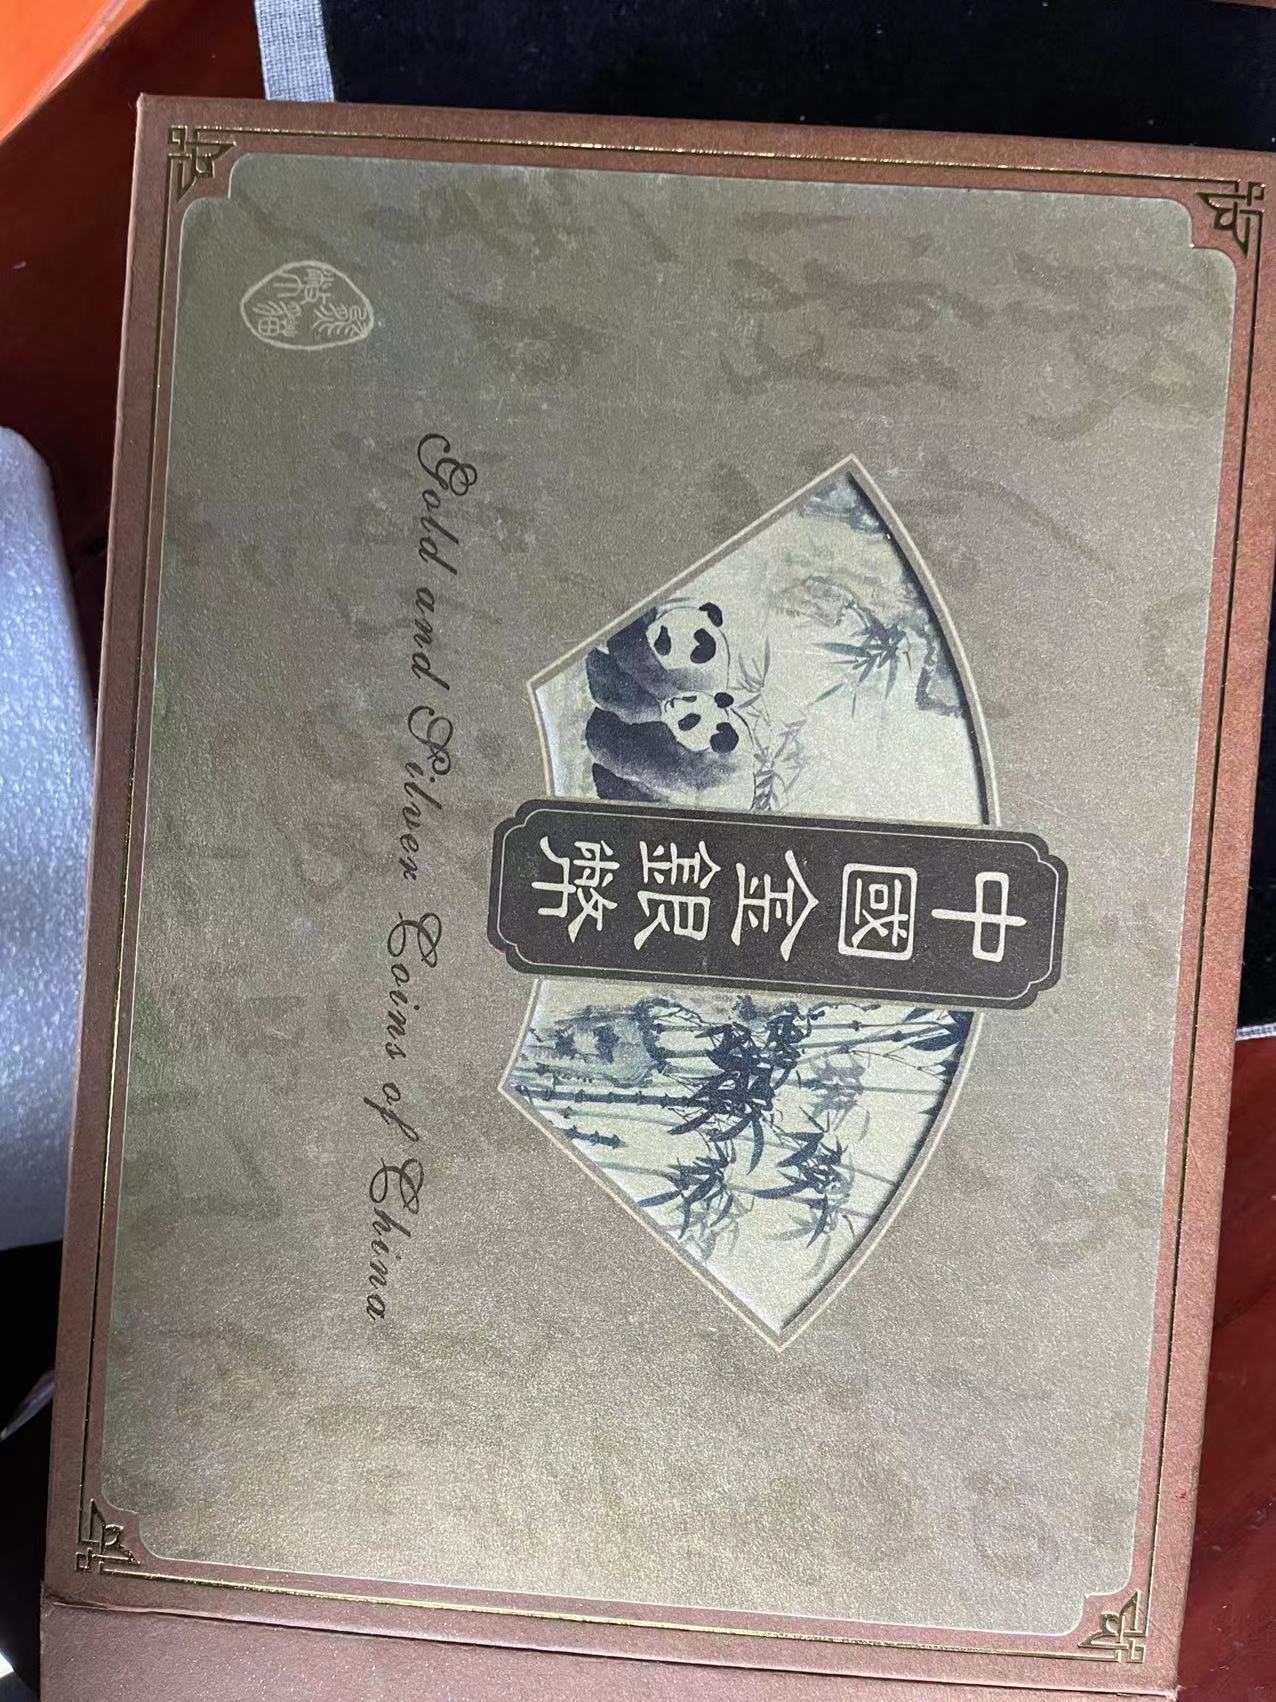 中國金銀幣
Gold and Silver Coins of China